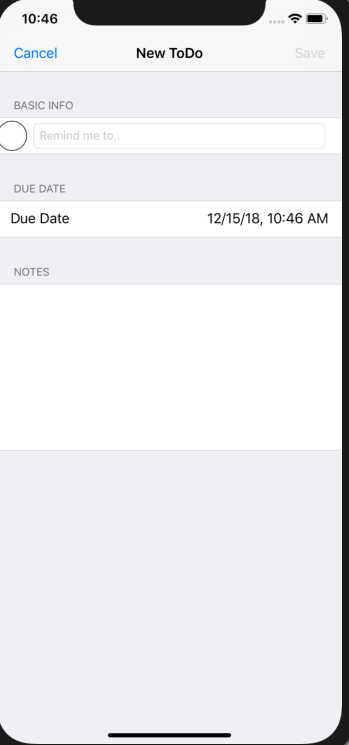 10:46
Cancel New ToDo Save
BASIC INFO
Remind me to..
DUE DATE
Due Date 12/15/18, 10:46 AM
NOTES